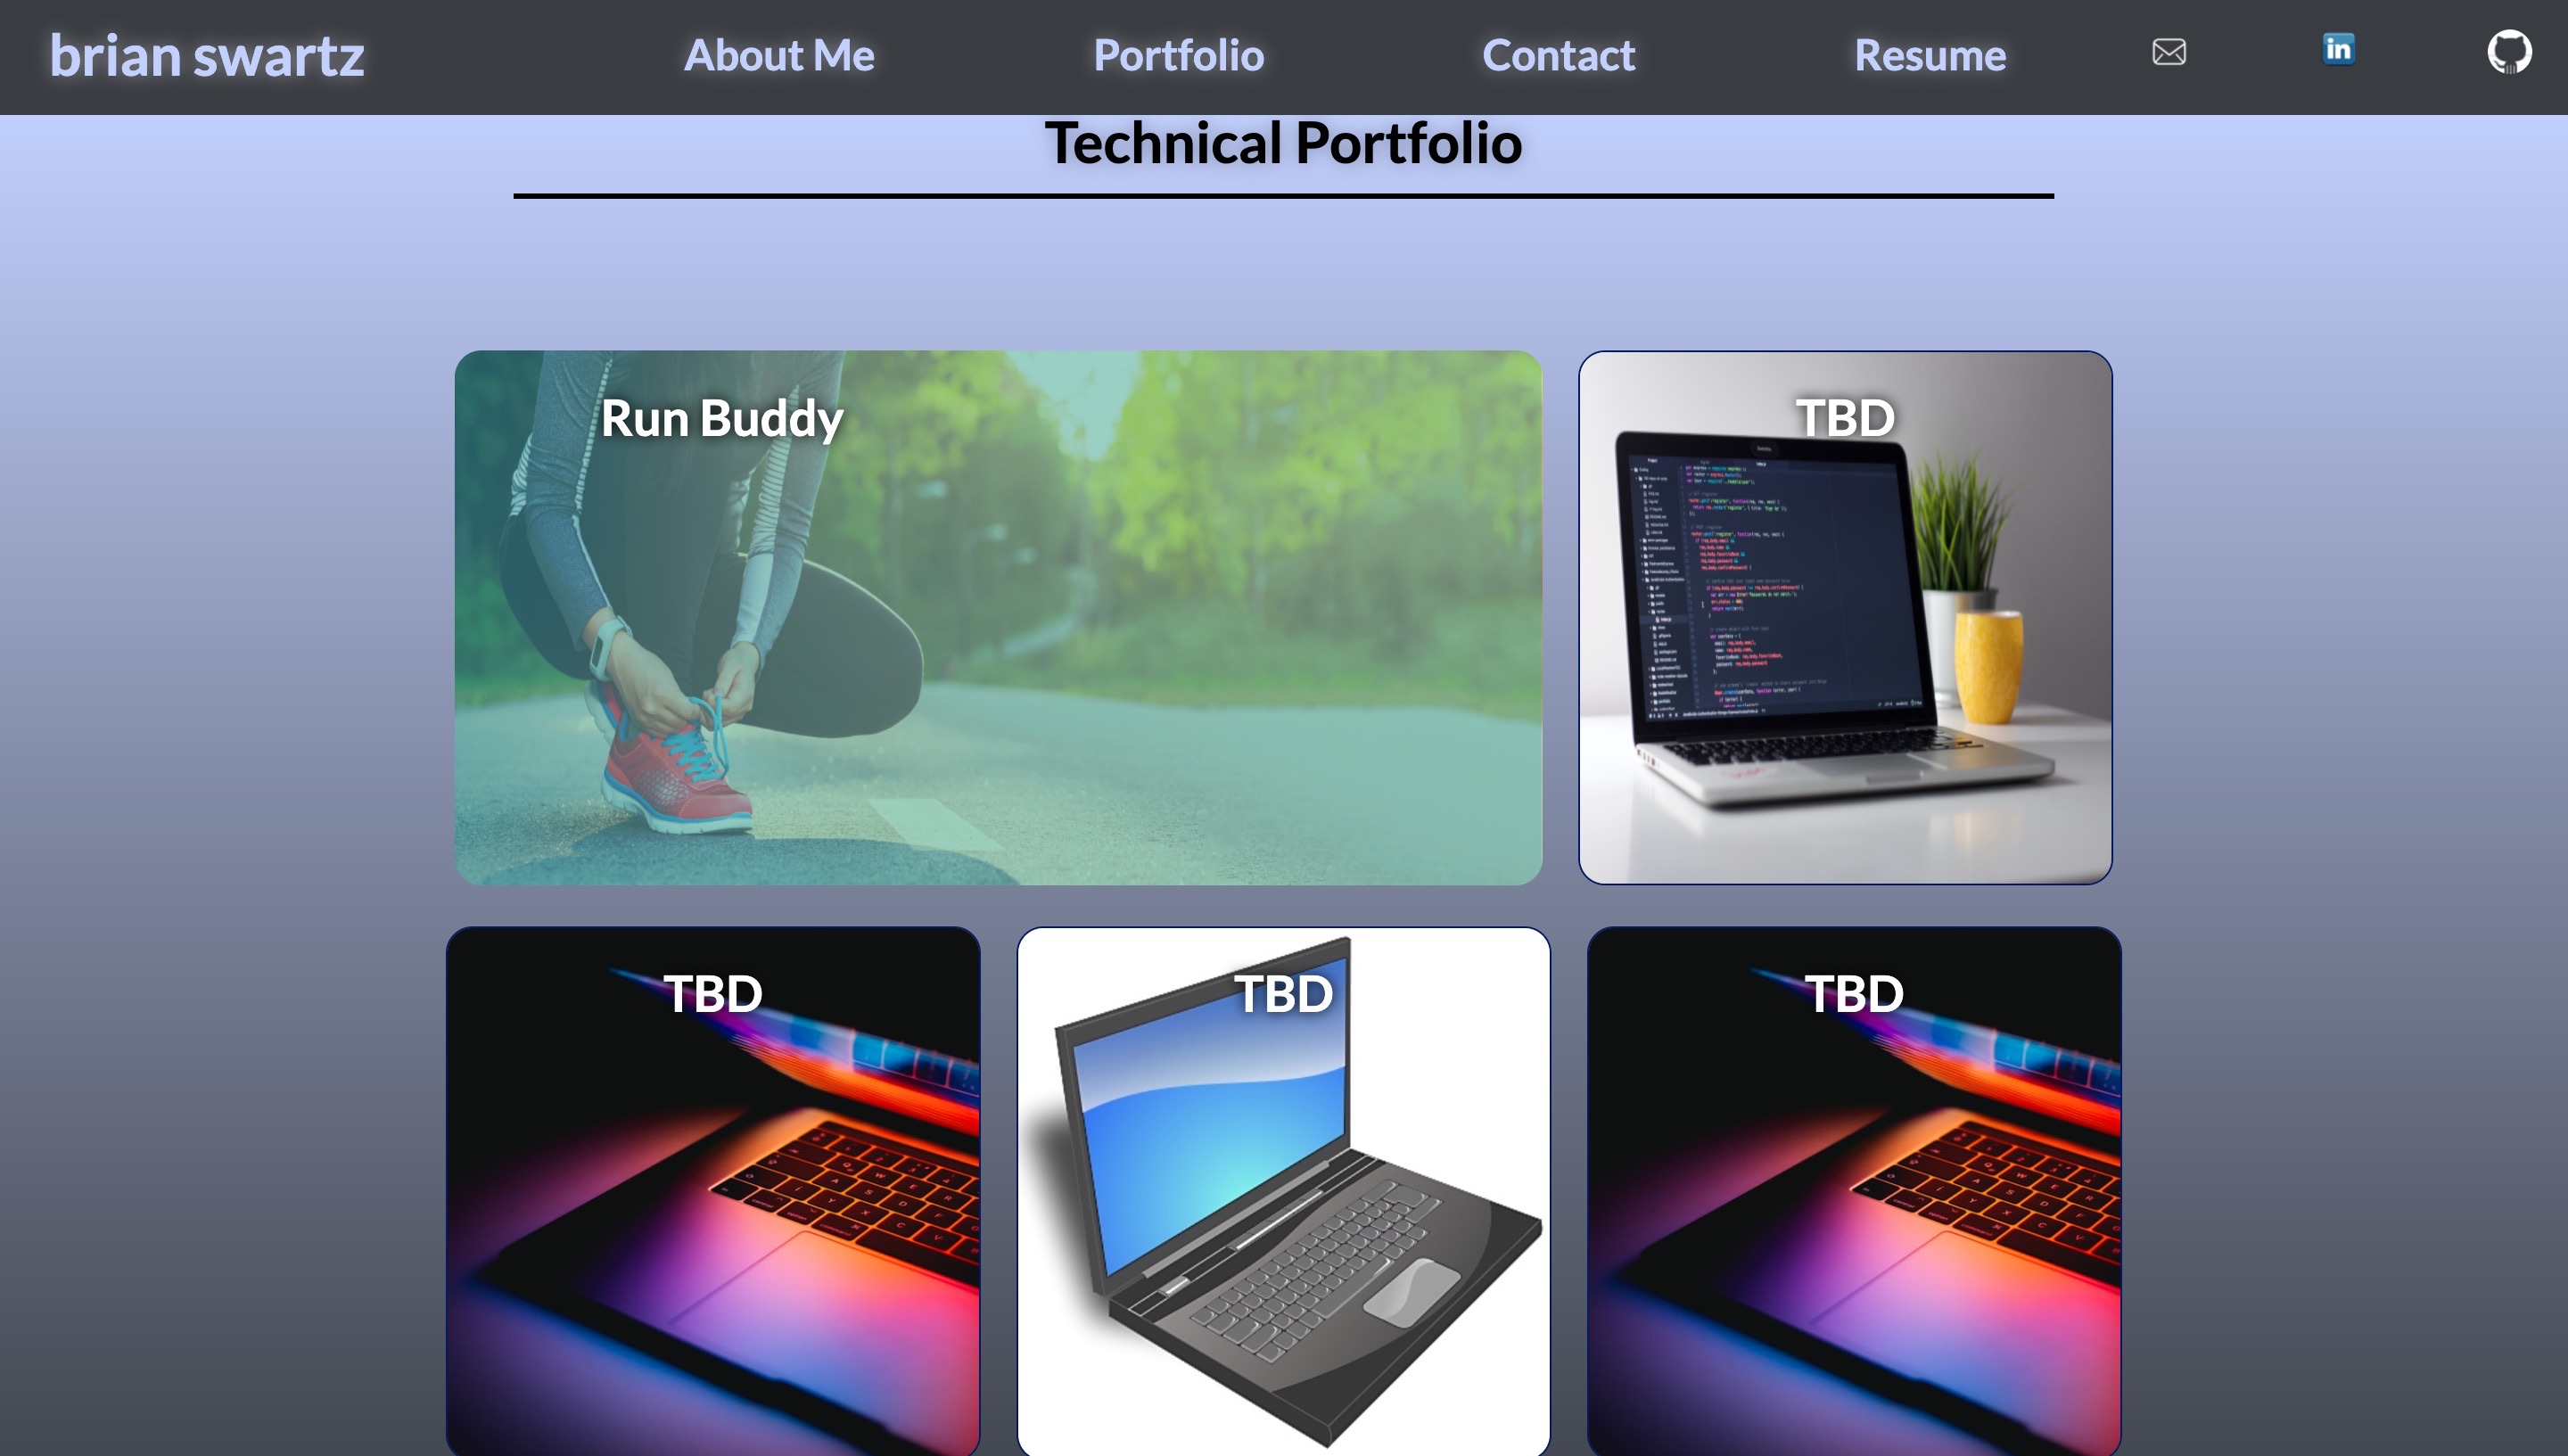 brian swartz About Me Portfolio Contact Resume in
Technical Portfolio
Run Buddy
TBD
TBD
TBD
TBD